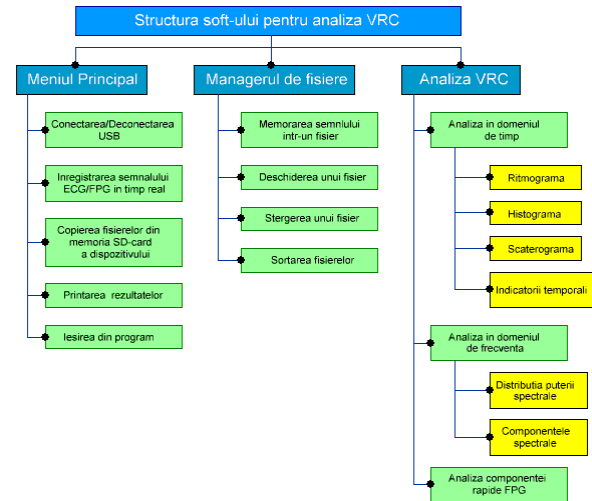 Structura soft-ului pentru analiza VRC
Meniul Principal
Conectarea/Deconectarea
USB
Inregistrarea semnalului
ECG/FPG in timp real
Copierea fisierelor din
memoria SD-card
a dispozitivului
Printarea rezultatelor
Iesirea din program
Managerul de fisiere
Memorarea semnlului
intr-un fisier
Deschiderea unui fisier
Stergerea unui fisier
Sortarea fisierelor
Analiza VRC
Analiza in domeniul
de timp
Ritmograma
Histograma
Scaterograma
Indicatorii temporali
Analiza in domeniul
de frecventa
Distributia puterii
spectrale
Componentele
spectrale
Analiza componentei
rapide FPG